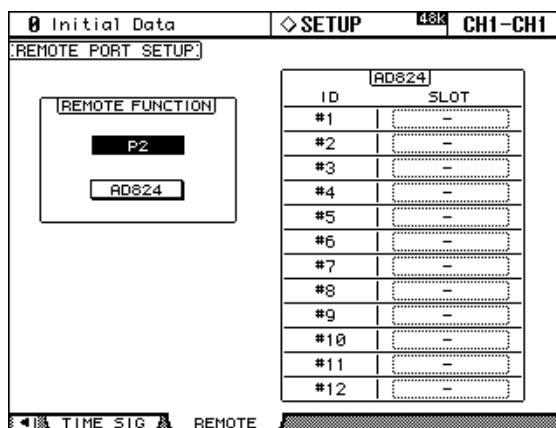 0 Initial Data ◇SETUP 48K CH1-CH1
REMOTE PORT SETUP
REMOTE FUNCTION
P2
AD824
AD824
ID SLOT
#1 -
#2 -
#3 -
#4 -
#5 -
#6 -
#7 -
#8 -
#9 -
#10 -
#11 -
#12 -
TIME SIG REMOTE